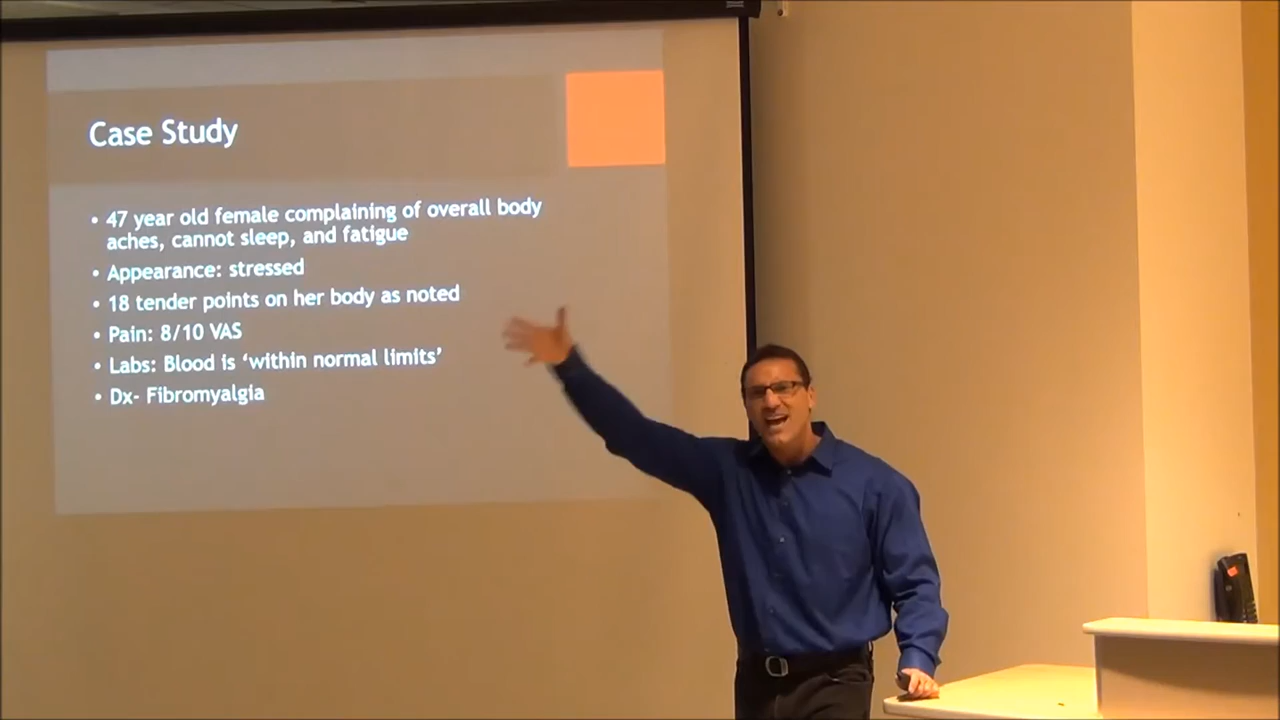 Case Study
• 47 year old female complaining of overall body
aches, cannot sleep, and fatigue
• Appearance: stressed
• 18 tender points on her body as noted
• Pain: 8/10 VAS
• Labs: Blood is ‘within normal limits’
• Dx- Fibromyalgia